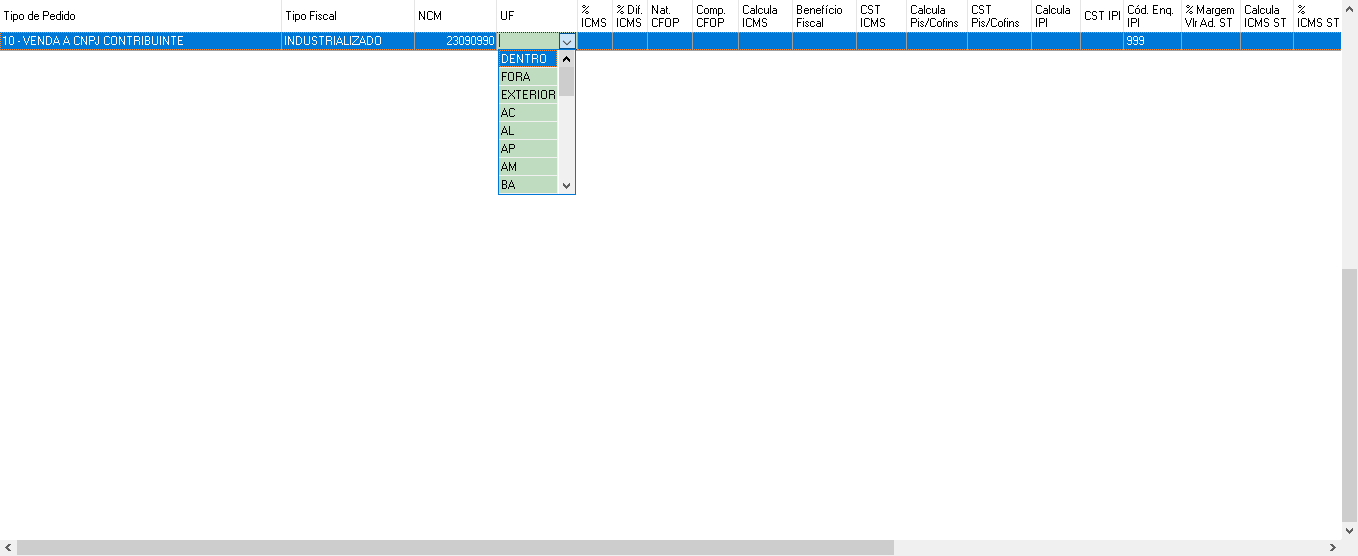 Tipo de Pedido
Tipo Fiscal
NCM
UF
%
ICMS
% Dif.
ICMS
Nat.
CFOP
Comp.
CFOP
Calcula
ICMS
Benefício
Fiscal
CST
ICMS
Calcula
Pis/Cofins
CST
Pis/Cofins
Calcula
IPI
CST IPI
Cód. Enq.
IPI
% Margem
Vlr Ad. ST
Calcula
ICMS ST
%
ICMS ST
10 - VENDA A CNPJ CONTRIBUINTE
INDUSTRIALIZADO
23090990
999
DENTRO
FORA
EXTERIOR
AC
AL
AP
AM
BA